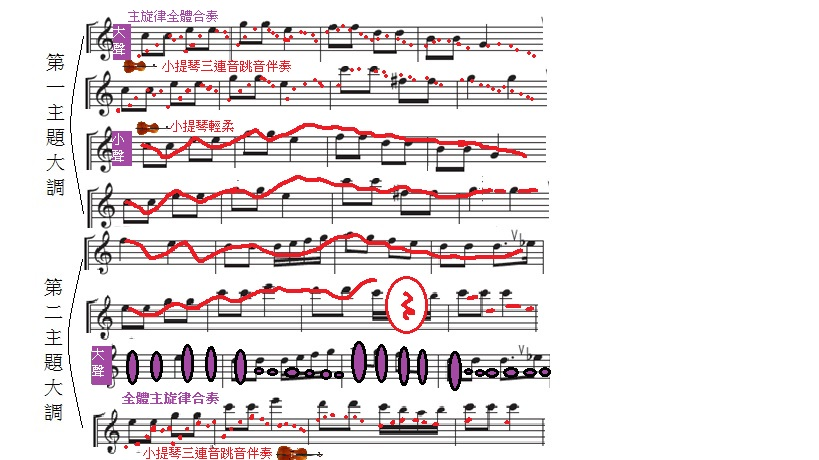 主旋律全體合奏
大聲
小提琴三連音跳音伴奏
第一主題大調
小提琴輕柔
小聲
第二主題大調
大聲
全體主旋律合奏
小提琴三連音跳音伴奏